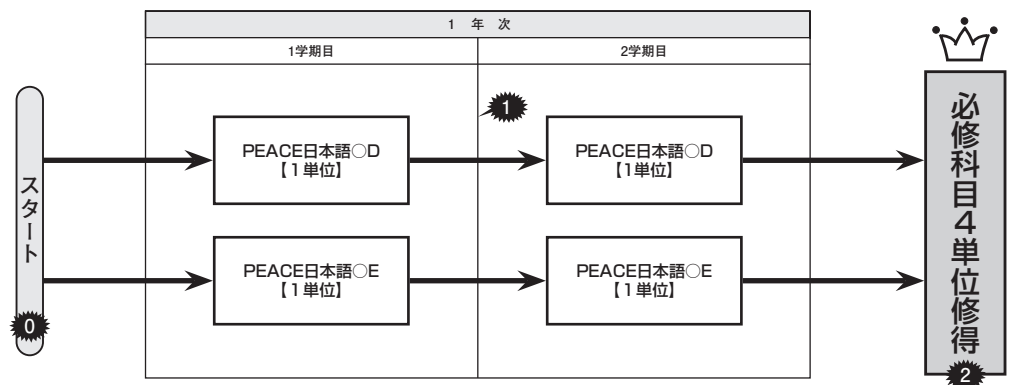 1 年 次
1学期目
2学期目
スタート
0
PEACE日本語○D
【1単位】
1
PEACE日本語○D
【1単位】
PEACE日本語○E
【1単位】
PEACE日本語○E
【1単位】
必修科目4単位修得
2